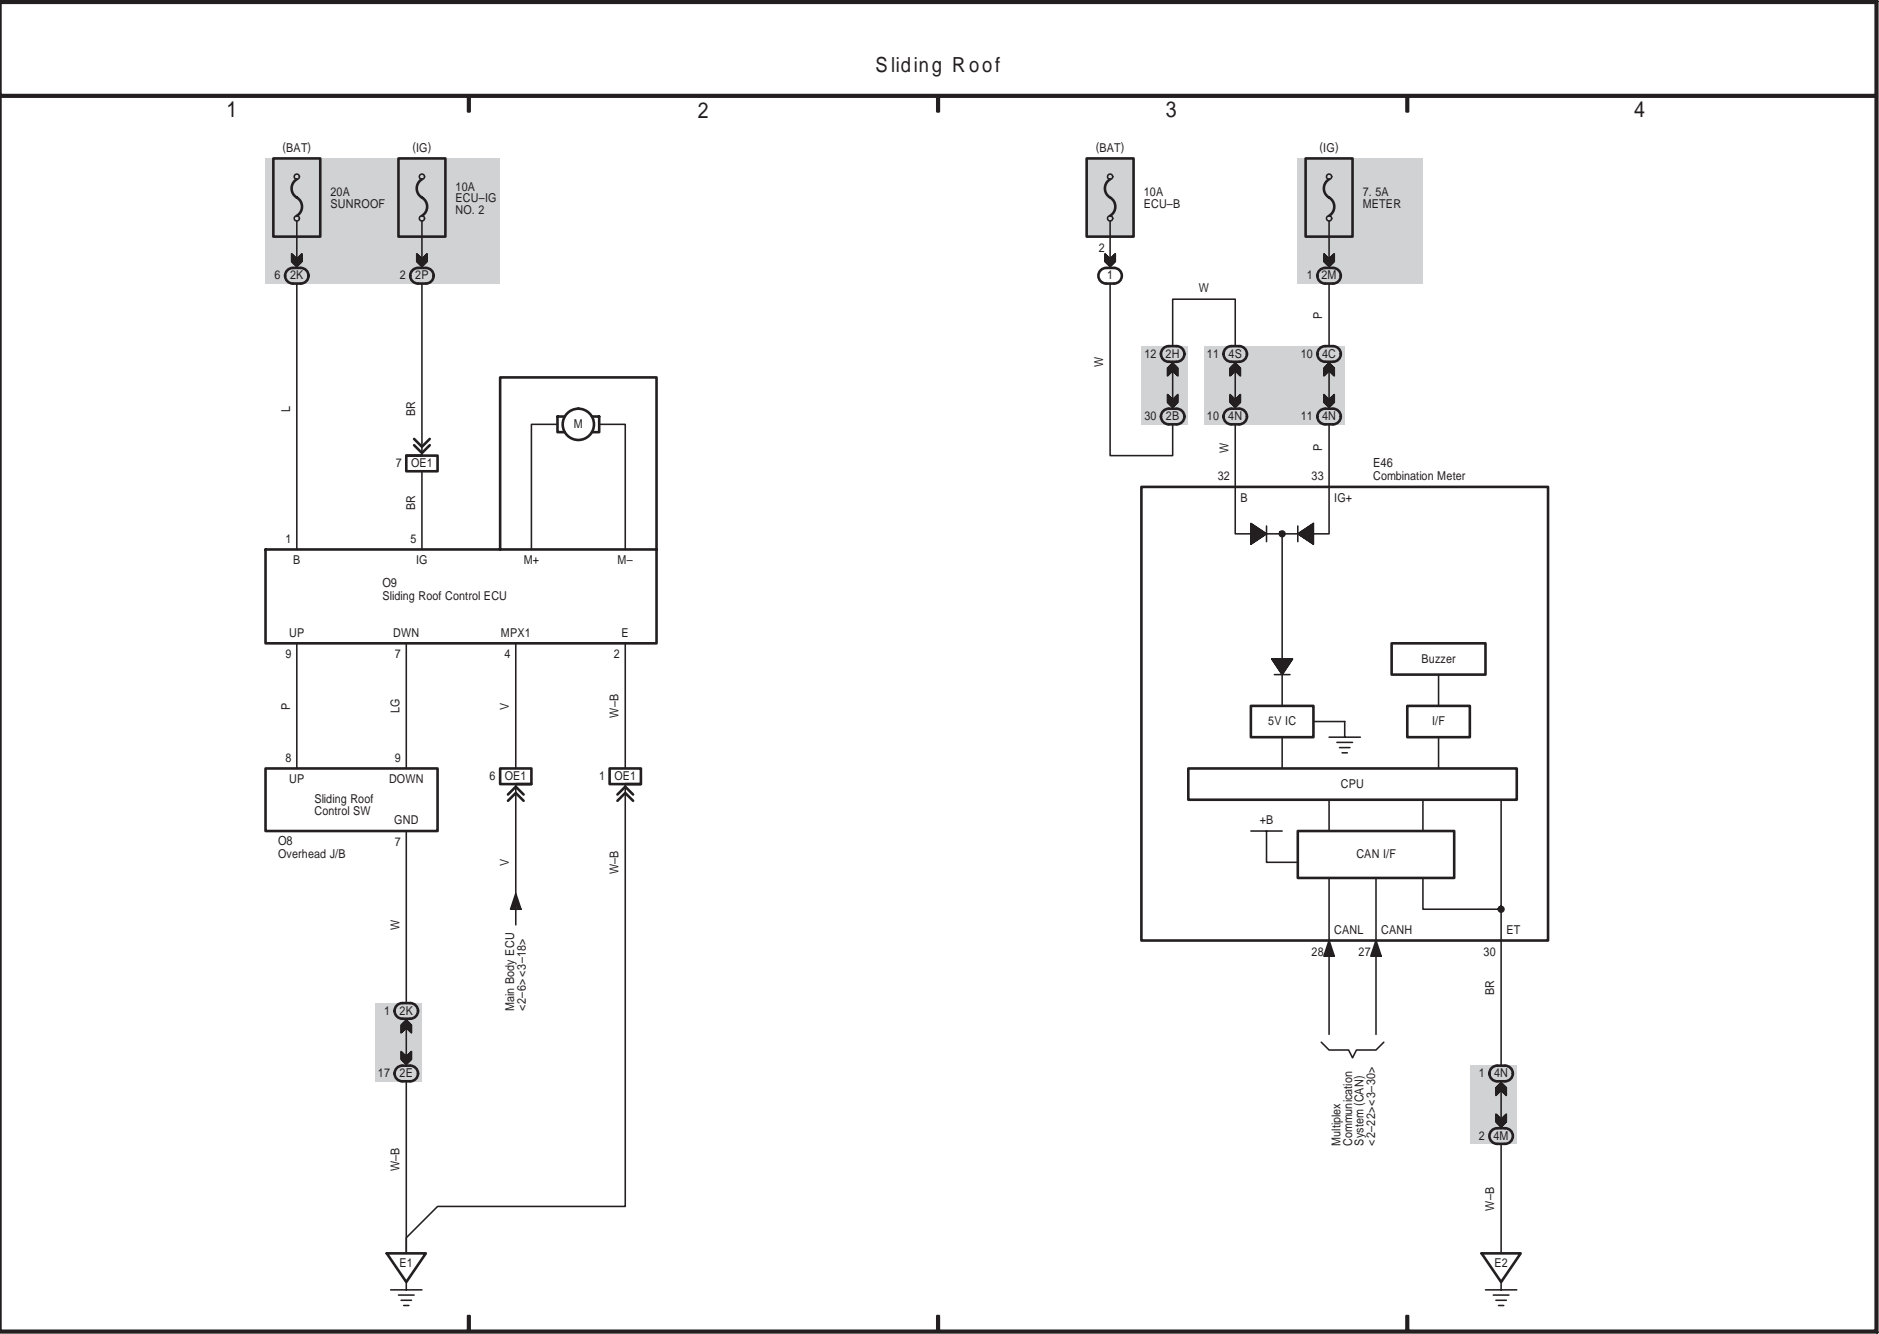 Sliding Roof
1 2 3 4
(BAT) (IG) (BAT) (IG)
20A
SUNROOF
10A
ECU–IG
NO. 2
10A
ECU–B
7. 5A
METER
6 2K
2 2P
2
1
1 2M
W
P
12 2H
11 4S
10 4C
W
30 2B
10 4N
11 4N
L
BR
M
7 OE1
BR
W
P
E46
Combination Meter
32 33
B IG+
1 5
B IG M+ M–
O9
Sliding Roof Control ECU
UP DWN MPX1 E
9 7 4 2
P LG V W–B
8 9
UP DOWN
Sliding Roof
Control SW
GND
O8
Overhead J/B
7
6 OE1
1 OE1
V
W–B
W
Main Body ECU
<2–6><3–18>
1 2K
17 2E
W–B
E1
Buzzer
5V IC
I/F
CPU
+B
CAN I/F
CANL CANH ET
28 27 30
BR
Multiplex
Communication
System (CAN)
<2–22><3–30>
1 4N
2 4M
W–B
E2